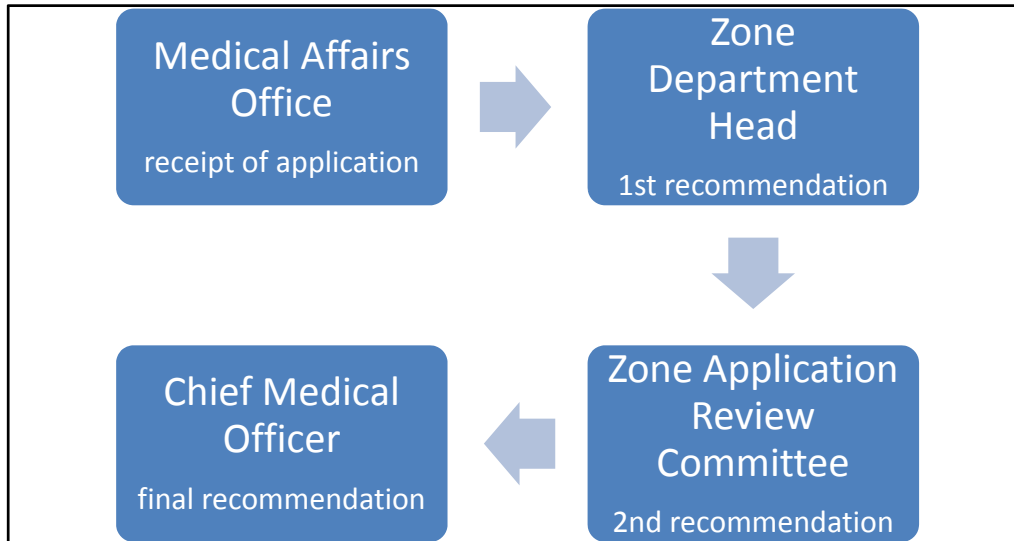 Medical Affairs
Office
receipt of application
Zone
Department
Head
1st recommendation
Zone Application
Review
Committee
2nd recommendation
Chief Medical
Officer
final recommendation